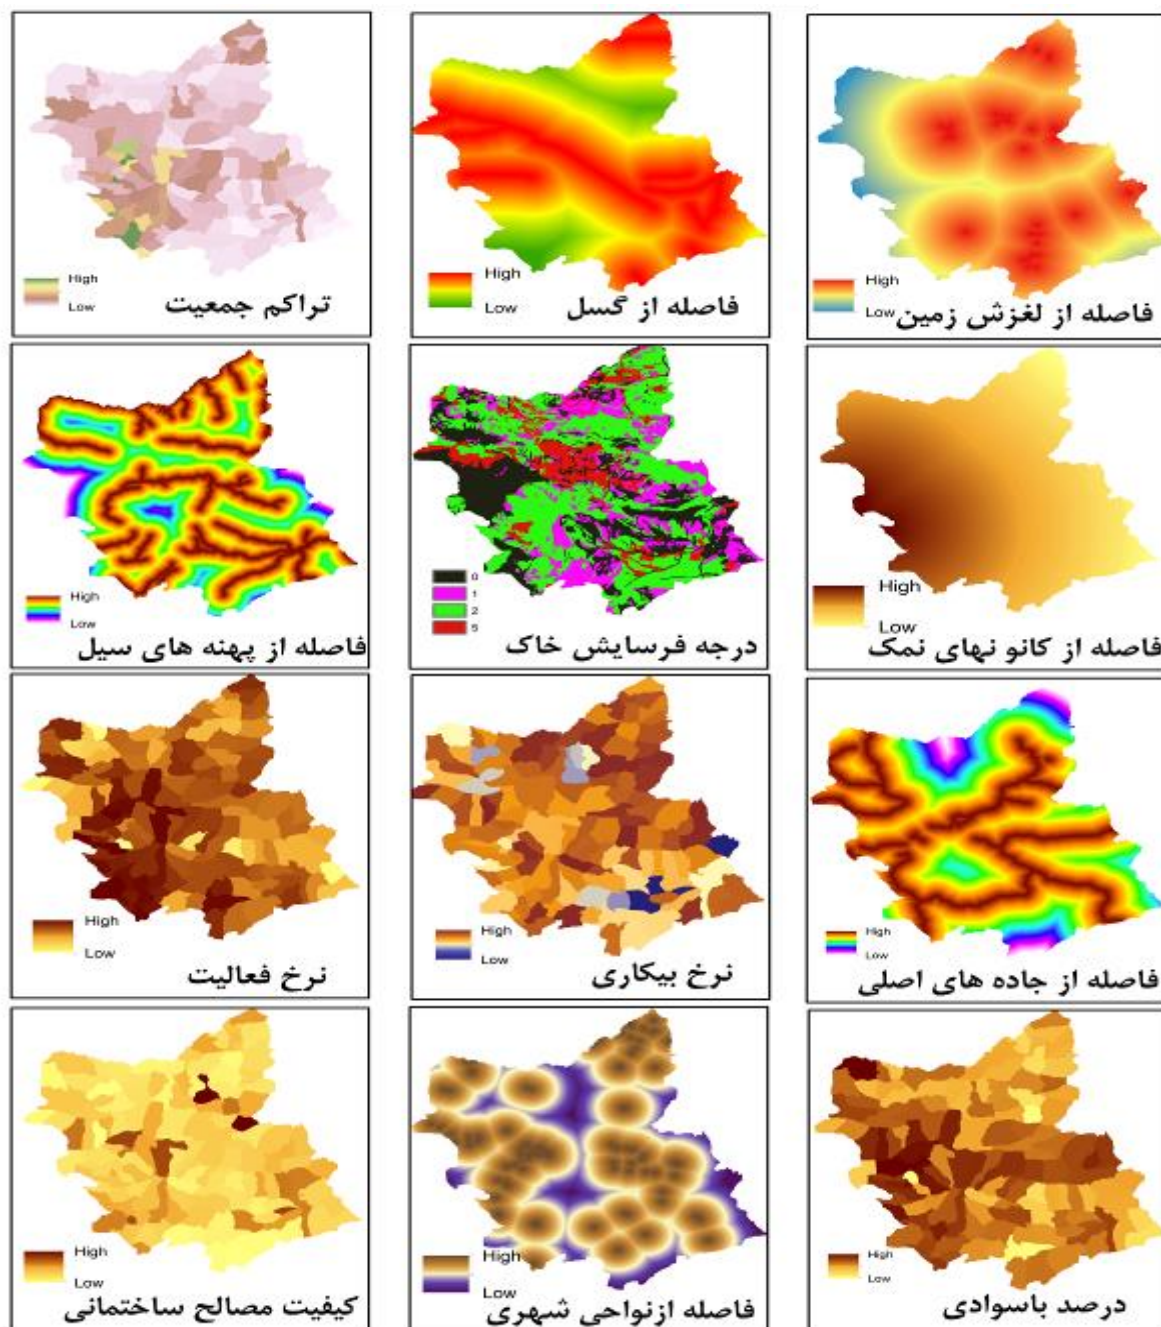 High
Low
تراکم جمعیت
High
Low
فاصله از گسل
High
Low
فاصله از لغزش زمین
High
Low
فاصله از پهنه های سیل
0
1
2
5
درجه فرسایش خاک
High
Low
فاصله از کانو نهای نمک
High
Low
نرخ فعالیت
High
Low
نرخ بیکاری
High
Low
فاصله از جاده های اصلی
High
Low
کیفیت مصالح ساختمانی
High
Low
فاصله ازنواحی شهری
High
Low
درصد باسوادی